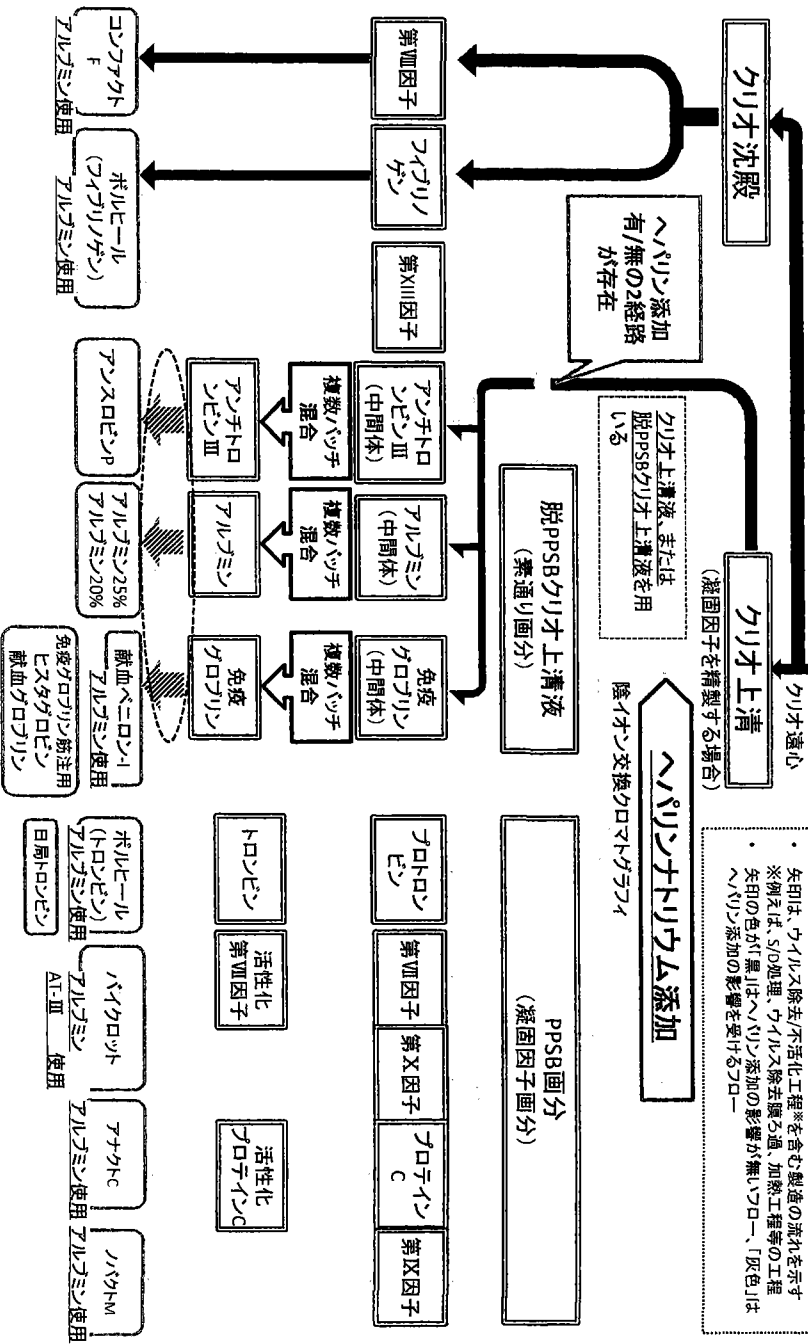 クリオ遠心
・ 矢印は、ウイルス除去/不活化工程※を含む製造の流れを示す
※例えば、S/D処理、ウイルス除去膜ろ過、加熱工程等の工程
・ 矢印の色が「黒」はヘパリン添加の影響が無いフロー、「灰色」は
ヘパリン添加の影響を受けるフロー
クリオ沈殿
クリオ上清
(凝固因子を精製する場合)
ヘパリンナトリウム添加
陰イオン交換クロマトグラフィ
クリオ上清液、または
脱PPSBクリオ上清液を用
いる
ヘパリン添加
有/無の2経路
が存在
脱PPSBクリオ上清液
(素通り画分)
PPSB画分
(凝固因子画分)
第Ⅷ因子
フィブリノ
ゲン
第XIII因子
アンチトロ
ンビンⅢ
(中間体)
アルブミン
(中間体)
免疫
グロブリン
(中間体)
プロトロン
ビン
第Ⅶ因子
第Ⅹ因子
プロテイン
C
第Ⅸ因子
複数バッチ
混合
複数バッチ
混合
複数バッチ
混合
アンチトロ
ンビンⅢ
アルブミン
免疫
グロブリン
トロンビン
活性化
第Ⅶ因子
活性化
プロテインC
コンファクト
F
アルブミン使用
ボルヒール
(フィブリノゲン)
アルブミン使用
アンスロビンP
アルブミン25%
アルブミン20%
献血ベニロン-I
アルブミン使用
免疫グロブリン筋注用
ヒスタグロビン
献血グロブリン
ボルヒール
(トロンビン)
アルブミン使用
日局トロンビン
バイクロット
アルブミン
AT-Ⅲ 使用
アナクトC
アルブミン使用
ノバクトM
アルブミン使用